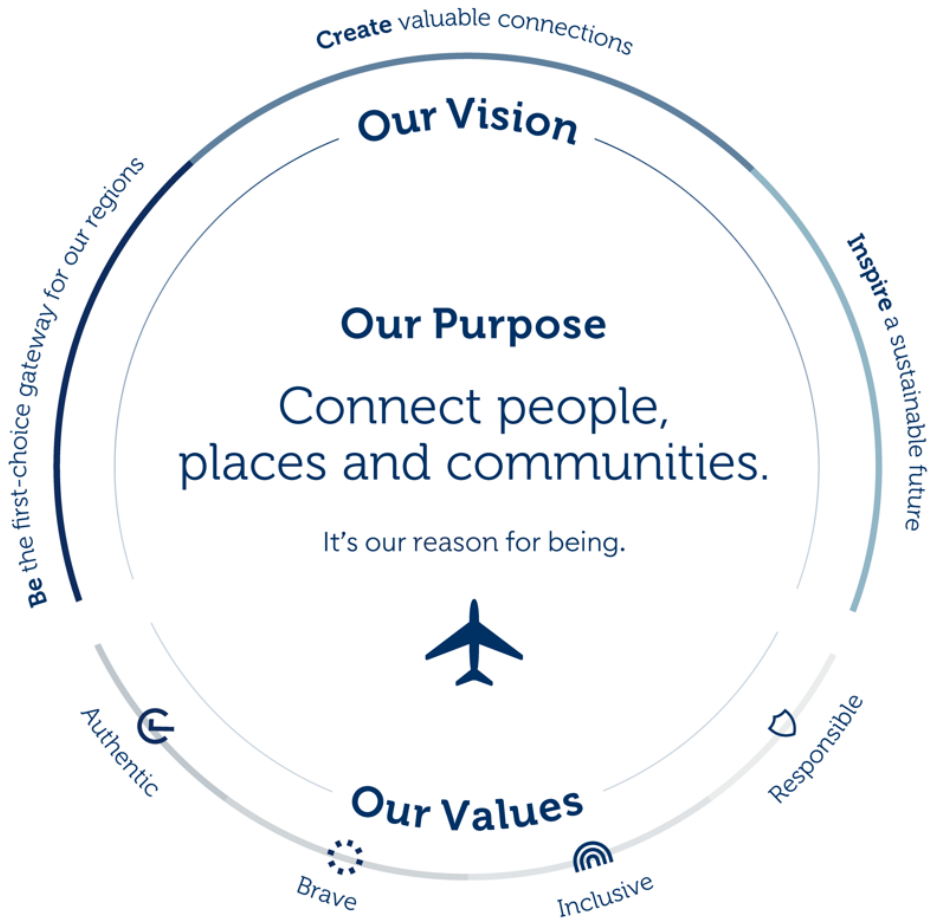 Create valuable connections
Our Vision
Be the first-choice gateway for our regions
Inspire a sustainable future
Our Purpose
Connect people,
places and communities.
It's our reason for being.
Our Values
Authentic
Brave
Inclusive
Responsible